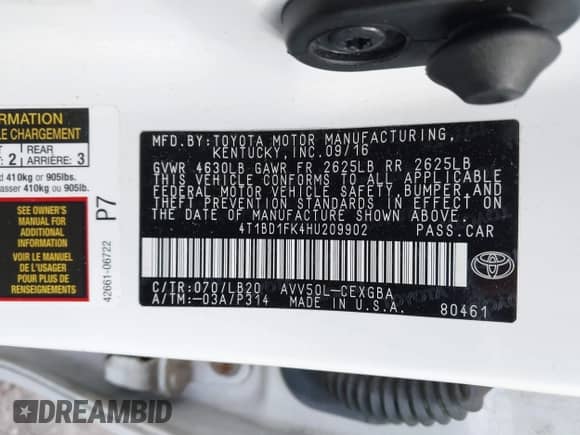 ORMATION
E CHARGEMENT
T: 2 REAR ARRIÈRE: 3
d 410kg or 905lbs.
asser 410kg ou 905lb.
SEE OWNER'S
MANUAL FOR
ADDITIONAL
INFORMATION
VOIR LE MANUEL
DE L'USAGER
POUR PLUS DE
RENSEIGNEMENTS
P7
42661-06722
MFD.BY:TOYOTA MOTOR MANUFACTURING,
KENTUCKY, INC.09/16
GVWR 4630LB GAWR FR 2625LB RR 2625LB
THIS VEHICLE CONFORMS TO ALL APPLICABLE
FEDERAL MOTOR VEHICLE SAFETY, BUMPER, AND
THEFT PREVENTION STANDARDS IN EFFECT ON
THE DATE OF MANUFACTURE SHOWN ABOVE.
4T1BD1FK4HU209902 PASS.CAR
C/TR:070/LB20 AVV50L-CEXGBA
A/TM:-03A/P314 MADE IN U.S.A. 80461
TOYOTA
DREAMBID